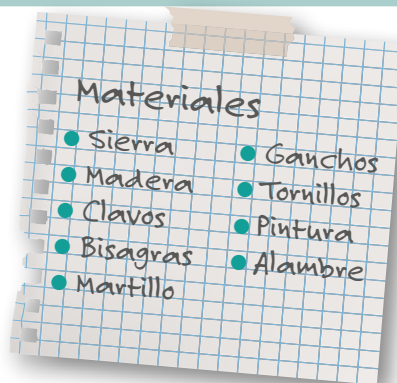 Materiales
Sierra
Madera
Clavos
Bisagras
Martillo
Ganchos
Tornillos
Pintura
Alambre